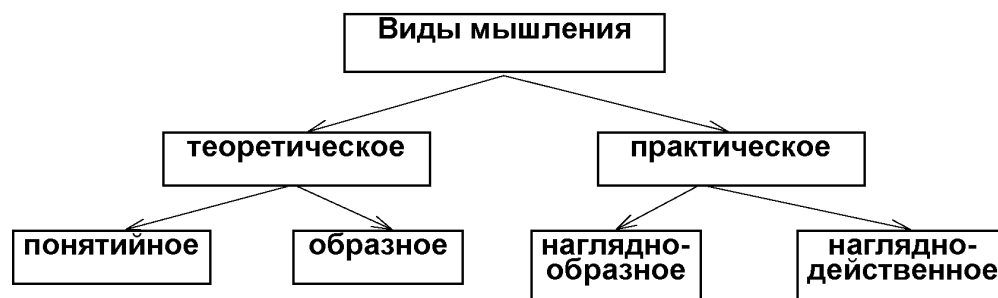 Виды мышления
теоретическое
практическое
понятийное
образное
наглядно-
образное
наглядно-
действенное